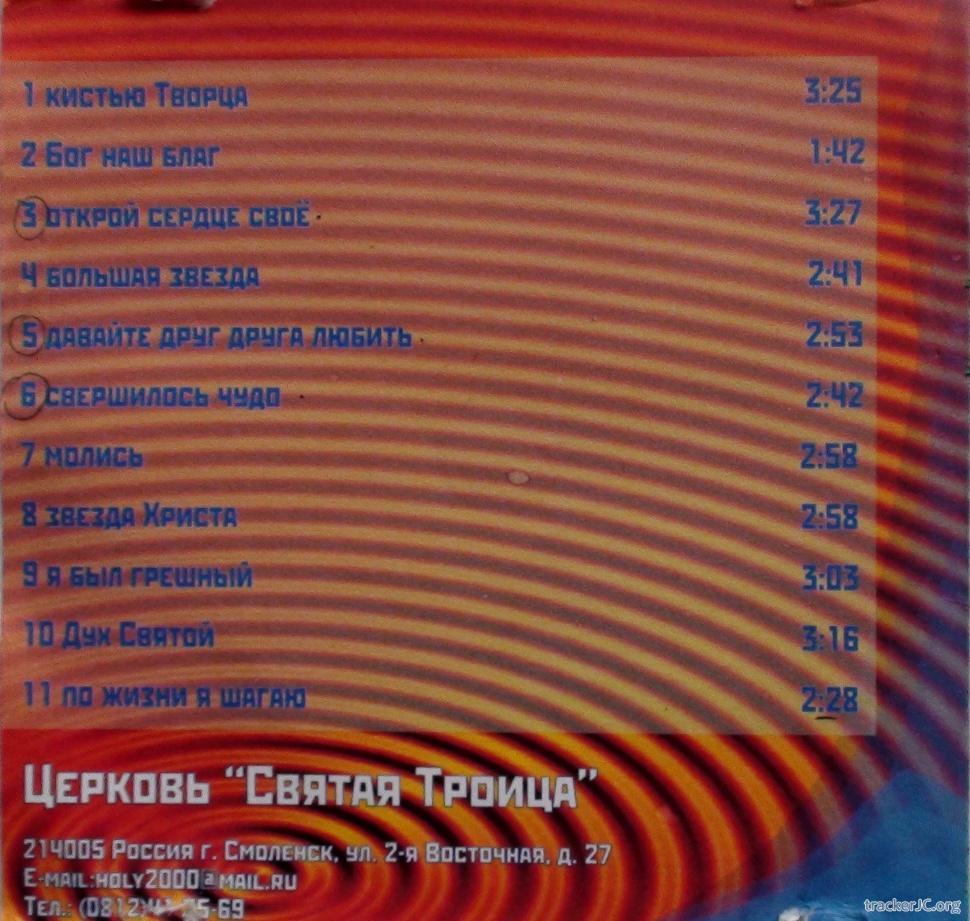 1 кистью Творца 3:25
2 Бог наш благ 1:42
3 открой сердце своё 3:27
4 большая звезда 2:41
5 давайте друг друга любить 2:53
6 свершилось чудо 2:42
7 молись 2:58
8 звезда Христа 2:58
9 я был грешный 3:03
10 Дух Святой 3:16
11 по жизни я шагаю 2:28
Церковь “Святая Троица”
214005 Россия г. Смоленск, ул. 2-я Восточная, д. 27
E-mail:holy2000@mail.ru
Тел.: (0812)
trackerJC.org